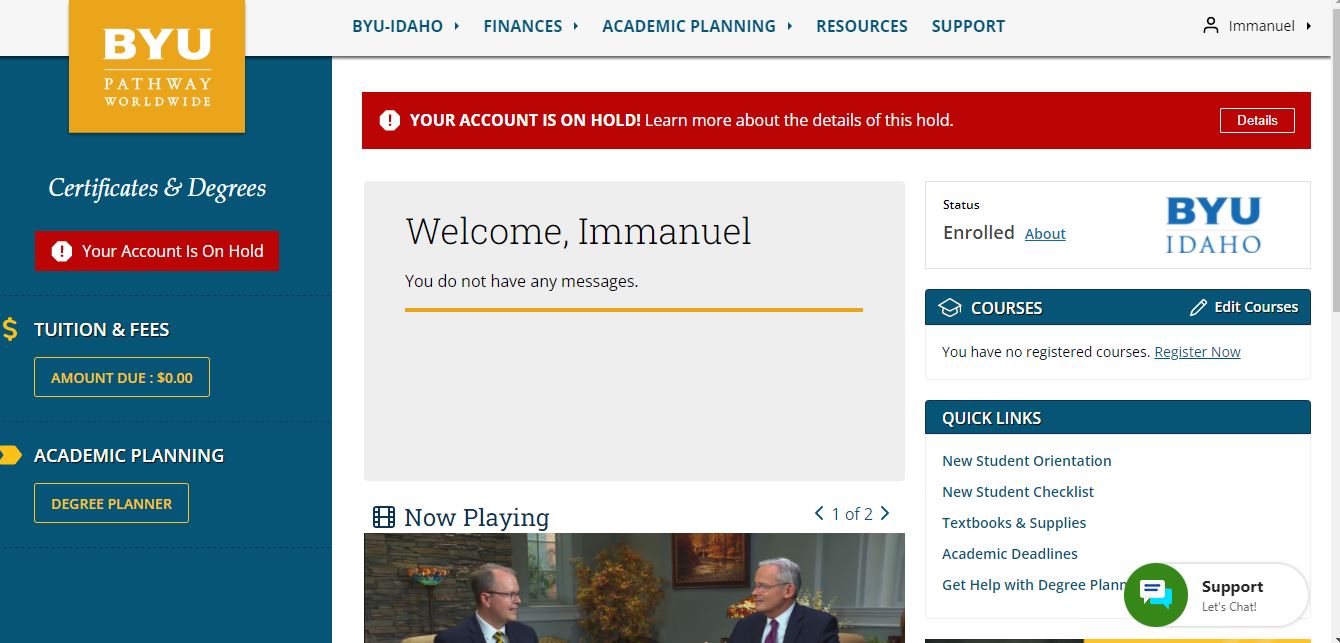 BYU-IDAHO
FINANCES
ACADEMIC PLANNING
RESOURCES
SUPPORT
Immanuel
BYU
PATHWAY
WORLDWIDE
Certificates & Degrees
Your Account Is On Hold
$ TUITION & FEES
AMOUNT DUE : $0.00
ACADEMIC PLANNING
DEGREE PLANNER
YOUR ACCOUNT IS ON HOLD! Learn more about the details of this hold.
Details
Welcome, Immanuel
You do not have any messages.
Now Playing
1 of 2
Status
Enrolled About
BYU
IDAHO
COURSES
Edit Courses
You have no registered courses. Register Now
QUICK LINKS
New Student Orientation
New Student Checklist
Textbooks & Supplies
Academic Deadlines
Get Help with Degree Plann
Support
Let's Chat!